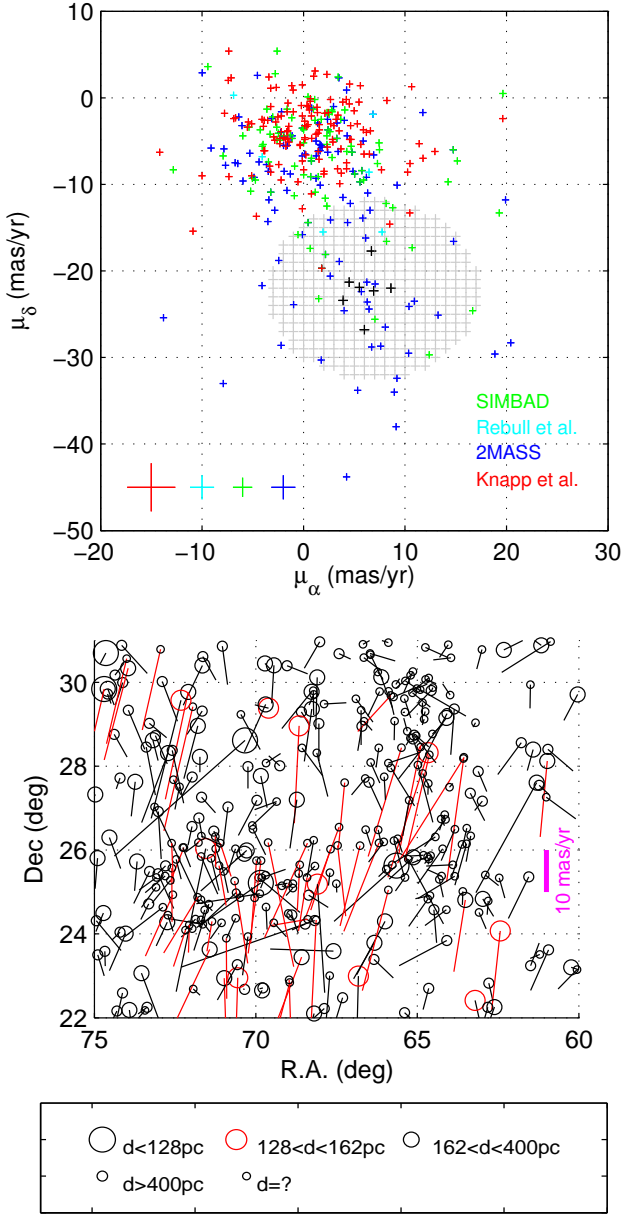 10
0
−10
−20
−30
−40
−50
μδ (mas/yr)
SIMBAD
Rebull et al.
2MASS
Knapp et al.
−20 −10 0 10 20 30
μα (mas/yr)
30
28
26
24
22
Dec (deg)
10 mas/yr
75 70 65 60
R.A. (deg)
d<128pc 128<d<162pc 162<d<400pc
d>400pc d=?